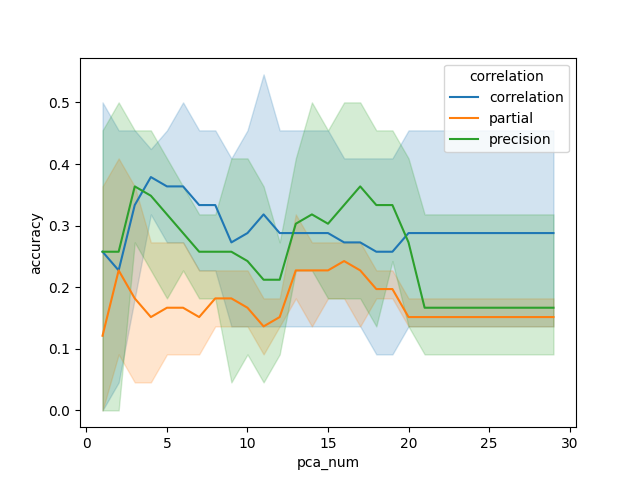 correlation
correlation
partial
precision
0.5
0.4
0.3
0.2
0.1
0.0
accuracy
0 5 10 15 20 25 30
pca_num